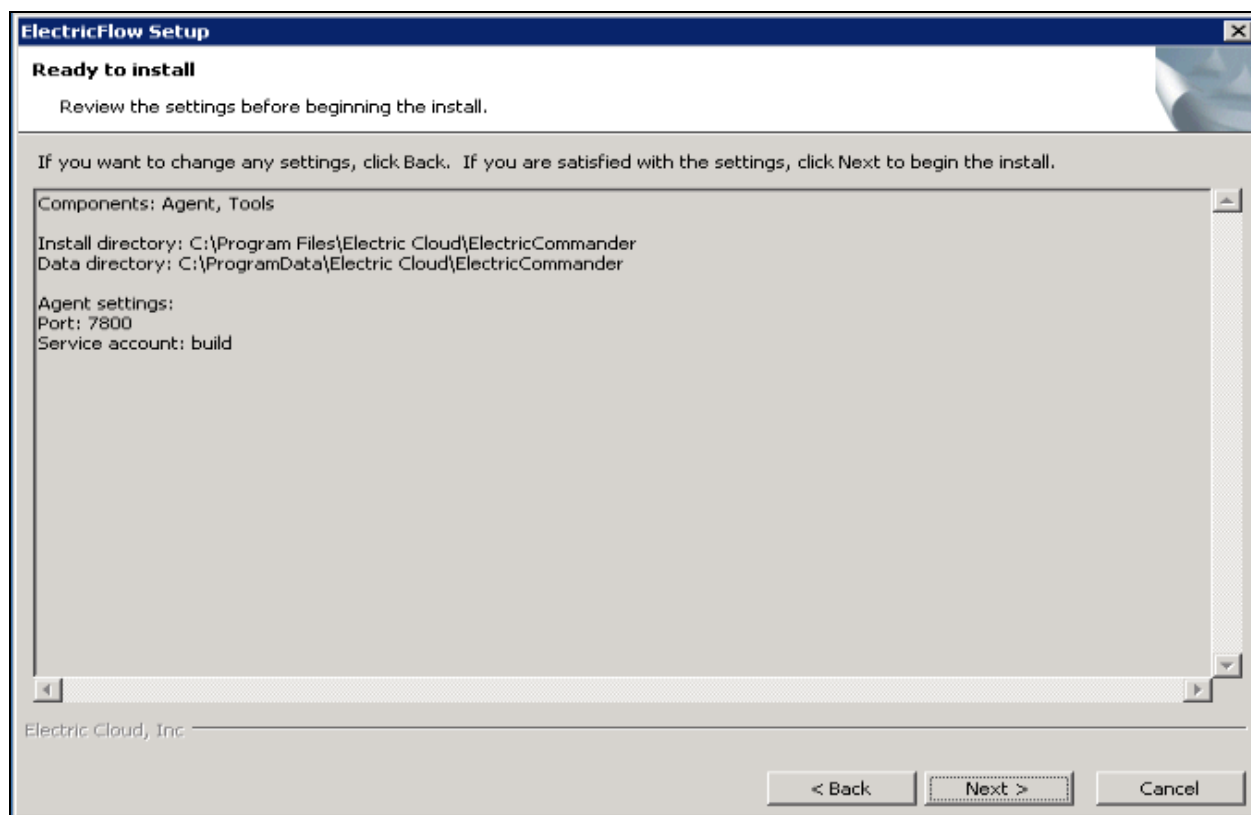 ElectricFlow Setup
Ready to install
Review the settings before beginning the install.
If you want to change any settings, click Back.  If you are satisfied with the settings, click Next to begin the install.
Components: Agent, Tools
Install directory: C:\Program Files\Electric Cloud\ElectricCommander
Data directory: C:\ProgramData\Electric Cloud\ElectricCommander
Agent settings:
Port: 7800
Service account: build
Electric Cloud, Inc
< Back
Next >
Cancel